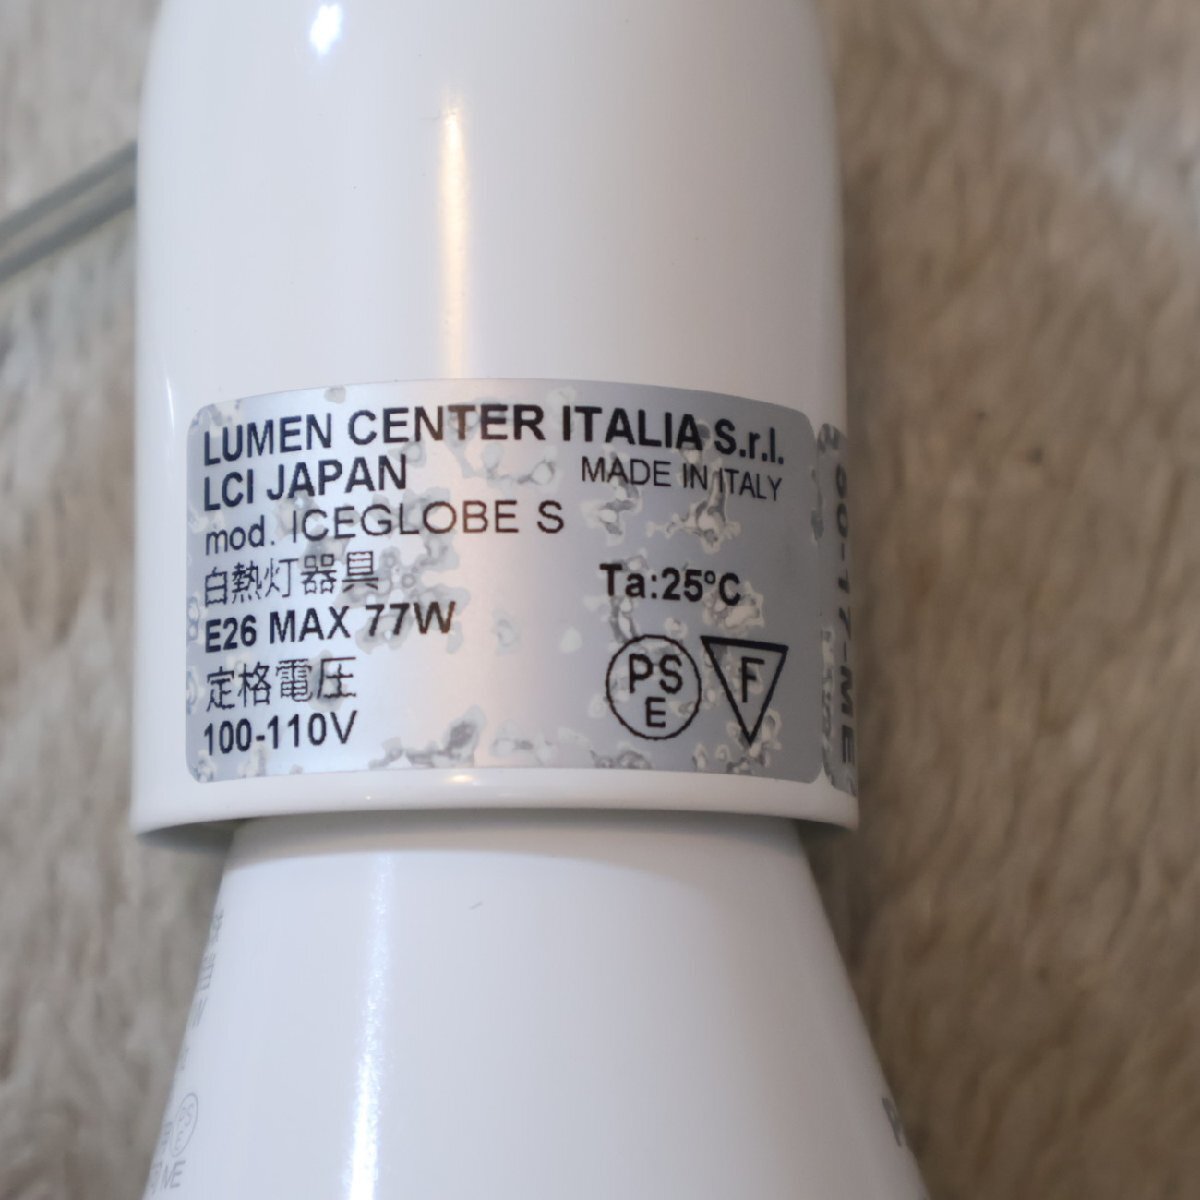 LUMEN CENTER ITALIA S.r.l.
LCI JAPAN
MADE IN ITALY
mod. ICEGLOBE S
白熱灯器具
Ta:25°C
E26 MAX 77W
PS
E
F
定格電圧
100-110V